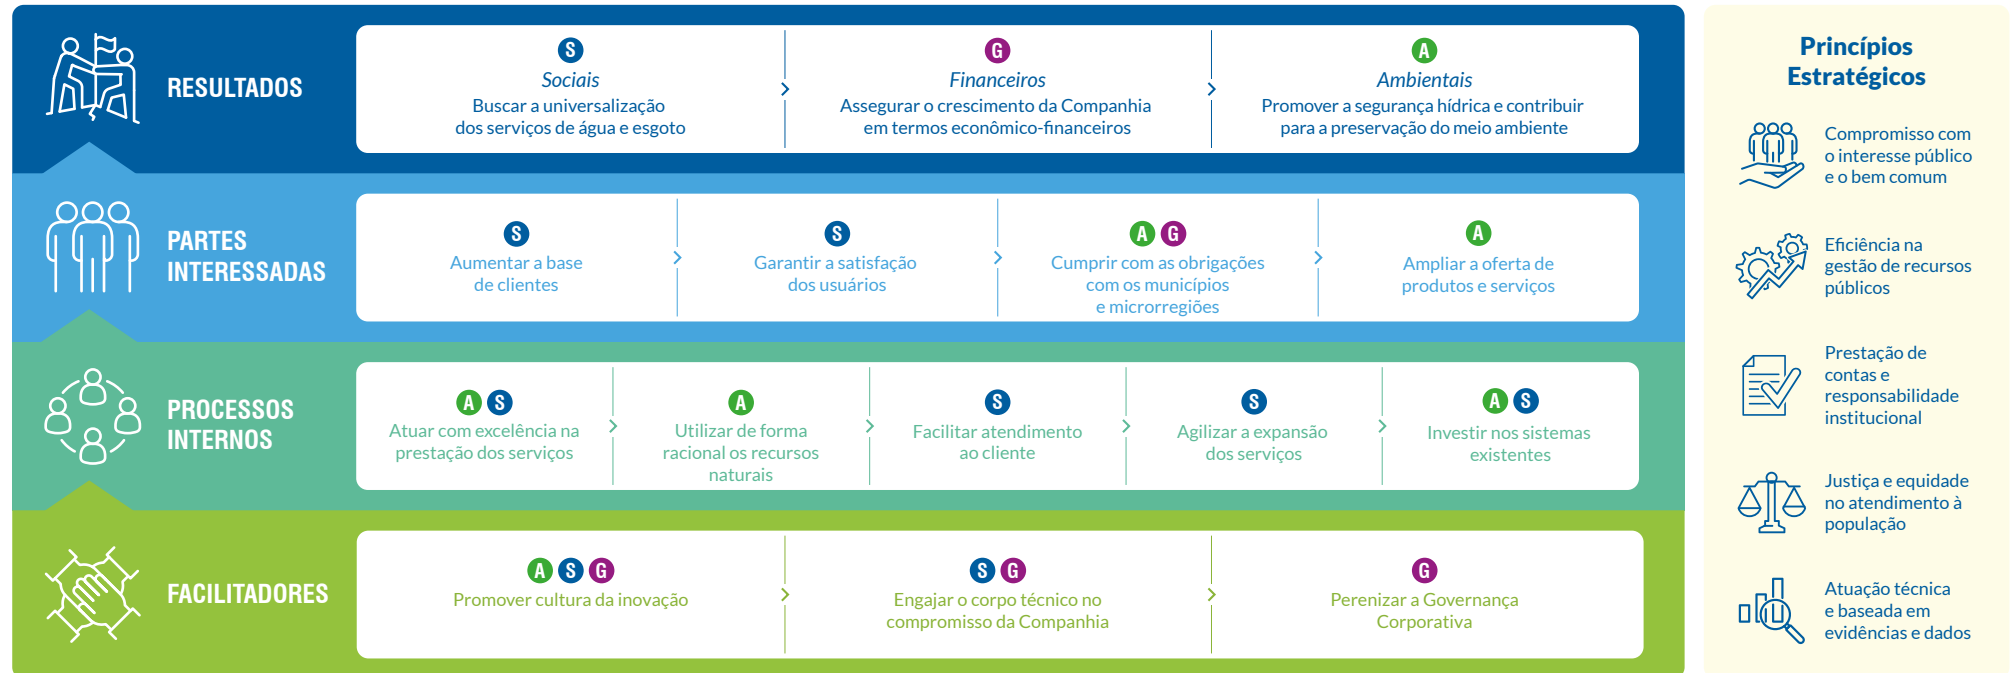 RESULTADOS
S
Sociais
Buscar a universalização
dos serviços de água e esgoto
G
Financeiros
Assegurar o crescimento da Companhia
em termos econômico-financeiros
A
Ambientais
Promover a segurança hídrica e contribuir
para a preservação do meio ambiente
PARTES
INTERESSADAS
S
Aumentar a base
de clientes
S
Garantir a satisfação
dos usuários
A G
Cumprir com as obrigações
com os municípios
e microrregiões
A
Ampliar a oferta de
produtos e serviços
PROCESSOS
INTERNOS
A S
Atuar com excelência na
prestação dos serviços
A
Utilizar de forma
racional os recursos
naturais
S
Facilitar atendimento
ao cliente
S
Agilizar a expansão
dos serviços
A S
Investir nos sistemas
existentes
FACILITADORES
A S G
Promover cultura da inovação
S G
Engajar o corpo técnico no
compromisso da Companhia
G
Perenizar a Governança
Corporativa
Princípios
Estratégicos
Compromisso com
o interesse público
e o bem comum
Eficiência na
gestão de recursos
públicos
Prestação de
contas e
responsabilidade
institucional
Justiça e equidade
no atendimento à
população
Atuação técnica
e baseada em
evidências e dados